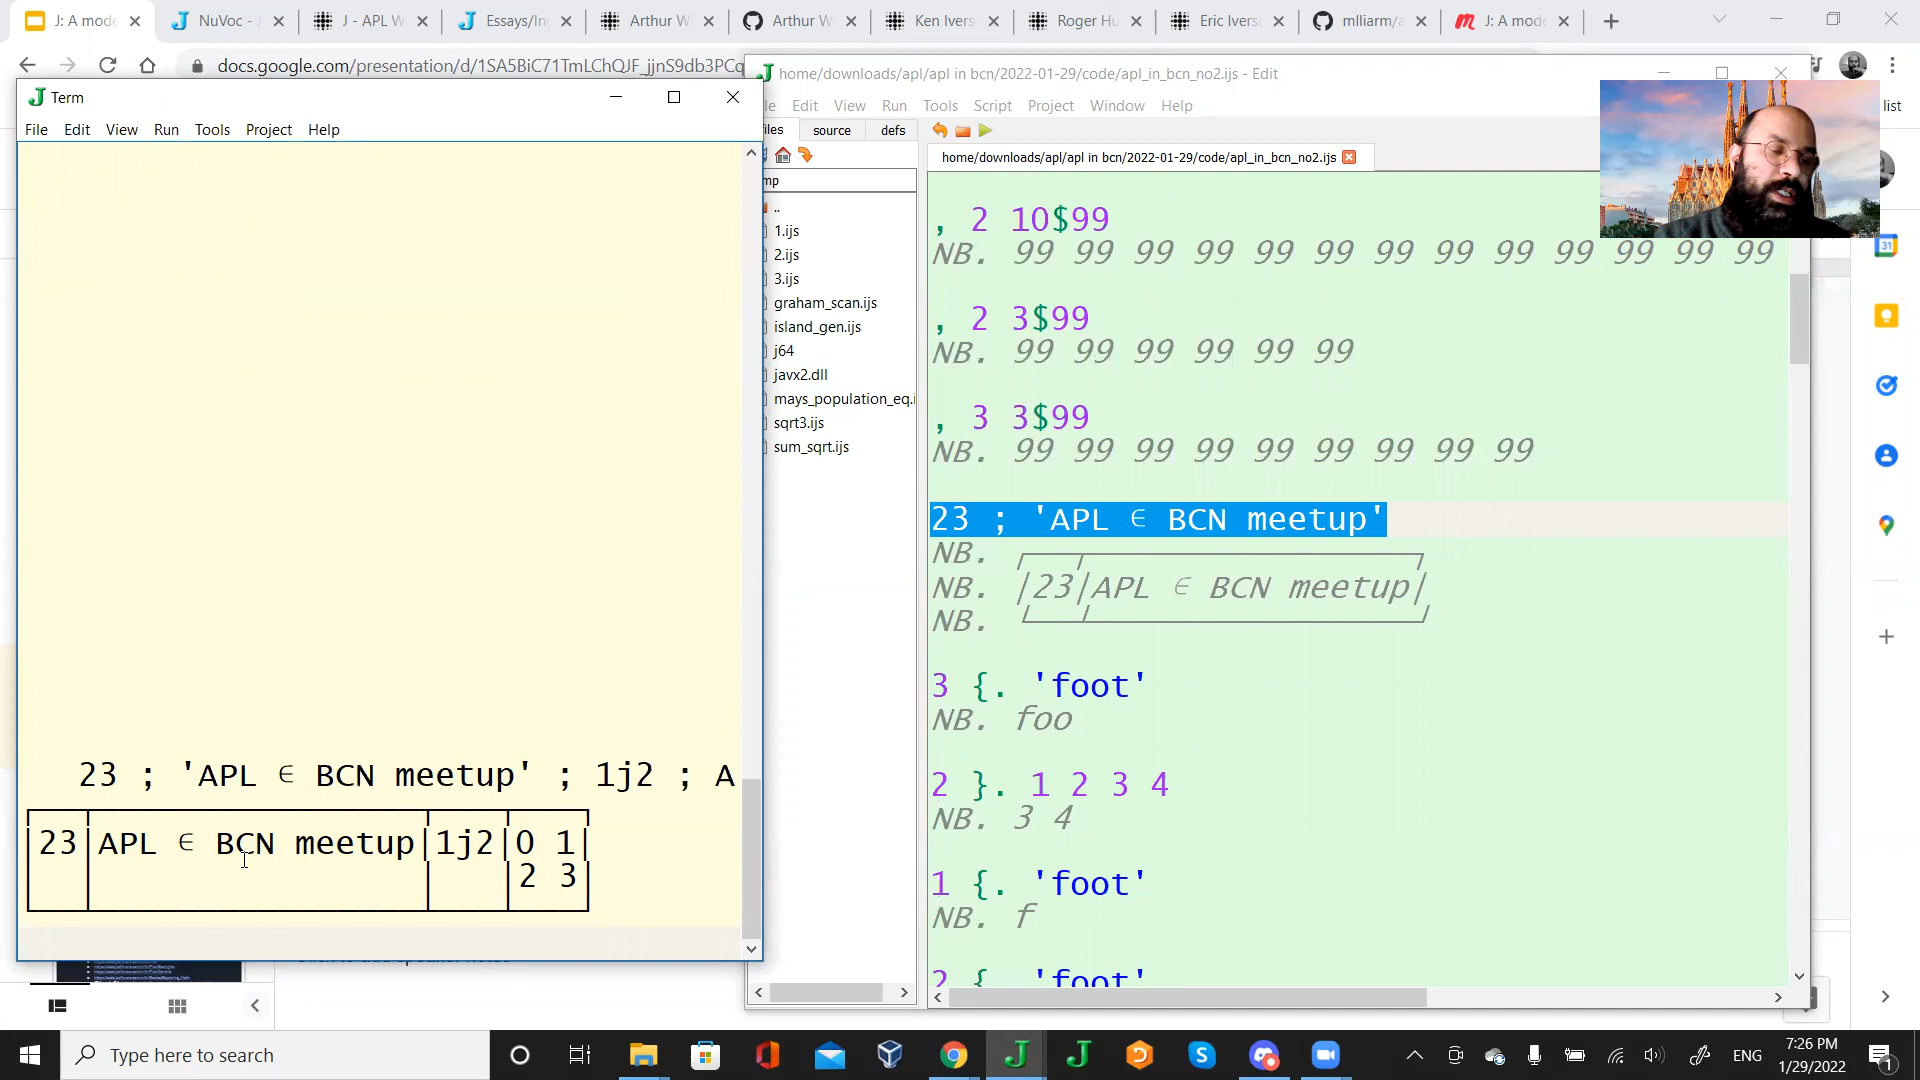 J: A mode
NuVoc - J
J - APL W
Essays/In
Arthur W
Arthur W
Ken Ivers
Roger Hu
Eric Ivers
mlliarm/a
J: A mode
docs.google.com/presentation/d/1SA5BiC71TmLChQJF_jjnS9db3PCq
list
Term
File Edit View Run Tools Project Help
23 ; 'APL ∈ BCN meetup' ; 1j2 ; A
23 APL ∈ BCN meetup 1j2 0 1
2 3
home/downloads/apl/apl in bcn/2022-01-29/code/apl_in_bcn_no2.ijs - Edit
Edit View Run Tools Script Project Window Help
source defs
..
1.ijs
2.ijs
3.ijs
graham_scan.ijs
island_gen.ijs
j64
javx2.dll
mays_population_eq.i
sqrt3.ijs
sum_sqrt.ijs
home/downloads/apl/apl in bcn/2022-01-29/code/apl_in_bcn_no2.ijs
, 2 10$99
NB. 99 99 99 99 99 99 99 99 99 99 99 99 99
, 2 3$99
NB. 99 99 99 99 99 99
, 3 3$99
NB. 99 99 99 99 99 99 99 99 99
23 ; 'APL ∈ BCN meetup'
NB.
NB. |23|APL ∈ BCN meetup|
NB.
3 {. 'foot'
NB. foo
2 }. 1 2 3 4
NB. 3 4
1 {. 'foot'
NB. f
2 {. 'foot'
31
Type here to search
ENG
7:26 PM
1/29/2022
1